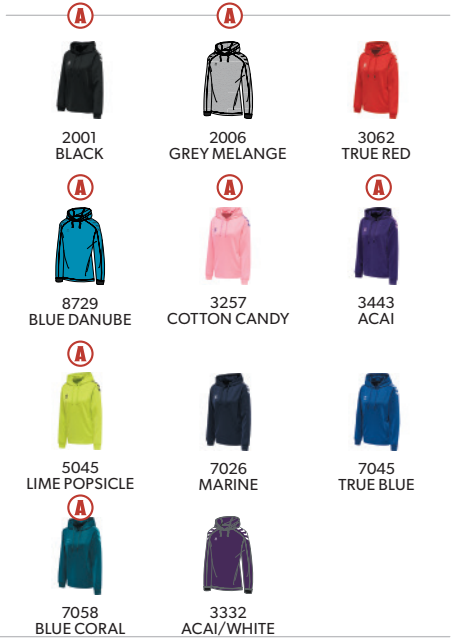 A A
2001 2006 3062
BLACK GREY MELANGE TRUE RED
A A A
8729 3257 3443
BLUE DANUBE COTTON CANDY ACAI
A
5045 7026 7045
LIME POPSICLE MARINE TRUE BLUE
A
7058 3332
BLUE CORAL ACAI/WHITE